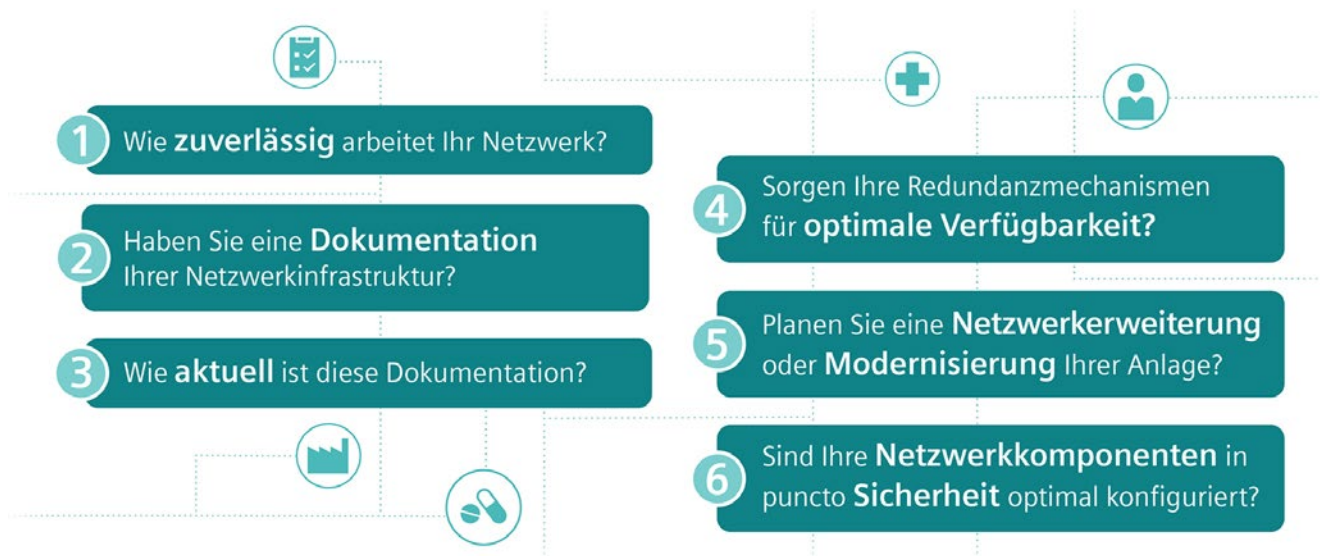 1
Wie zuverlässig arbeitet Ihr Netzwerk?
2
Haben Sie eine Dokumentation
Ihrer Netzwerkinfrastruktur?
3
Wie aktuell ist diese Dokumentation?
4
Sorgen Ihre Redundanzmechanismen
für optimale Verfügbarkeit?
5
Planen Sie eine Netzwerkerweiterung
oder Modernisierung Ihrer Anlage?
6
Sind Ihre Netzwerkkomponenten in
puncto Sicherheit optimal konfiguriert?